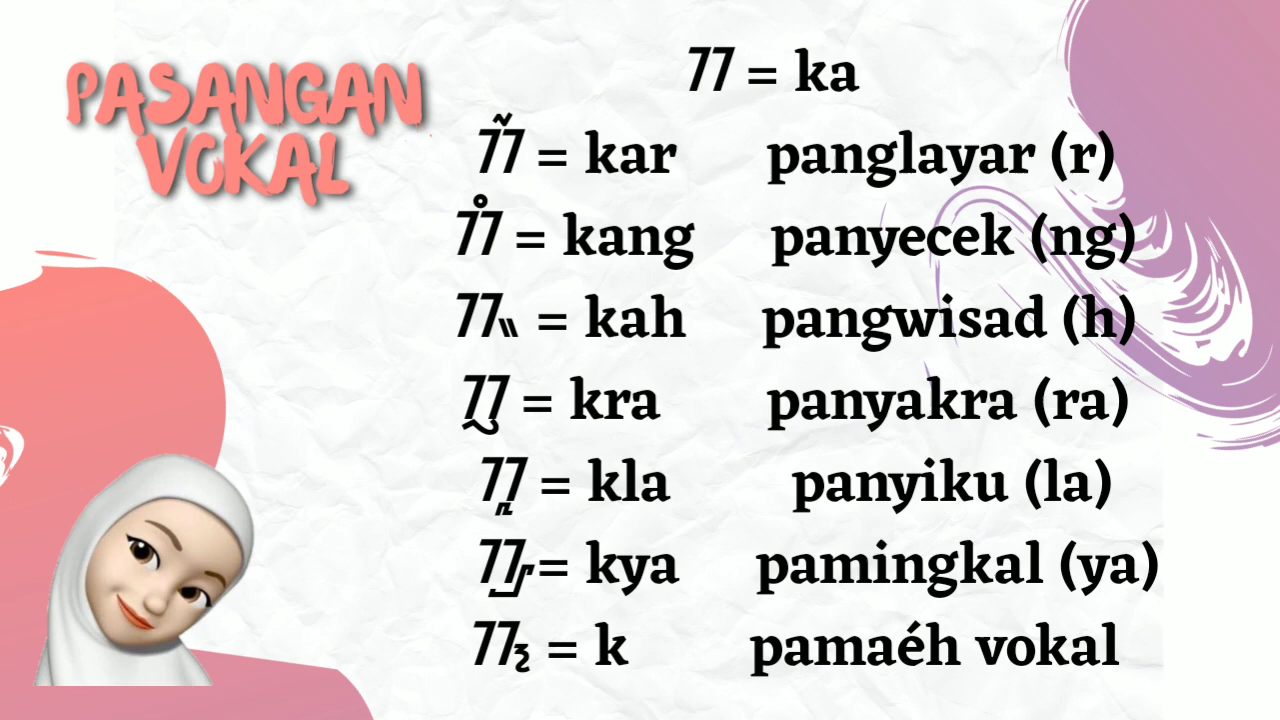 PASANGAN
VOKAL
ᮊ = ka
ᮊᮁ = kar panglayar (r)
ᮊᮀ = kang panyecek (ng)
ᮊᮂ = kah pangwisad (h)
ᮊᮢ = kra panyakra (ra)
ᮊᮣ = kla panyiku (la)
ᮊᮡ = kya pamingkal (ya)
ᮊ᮪ = k pamaéh vokal